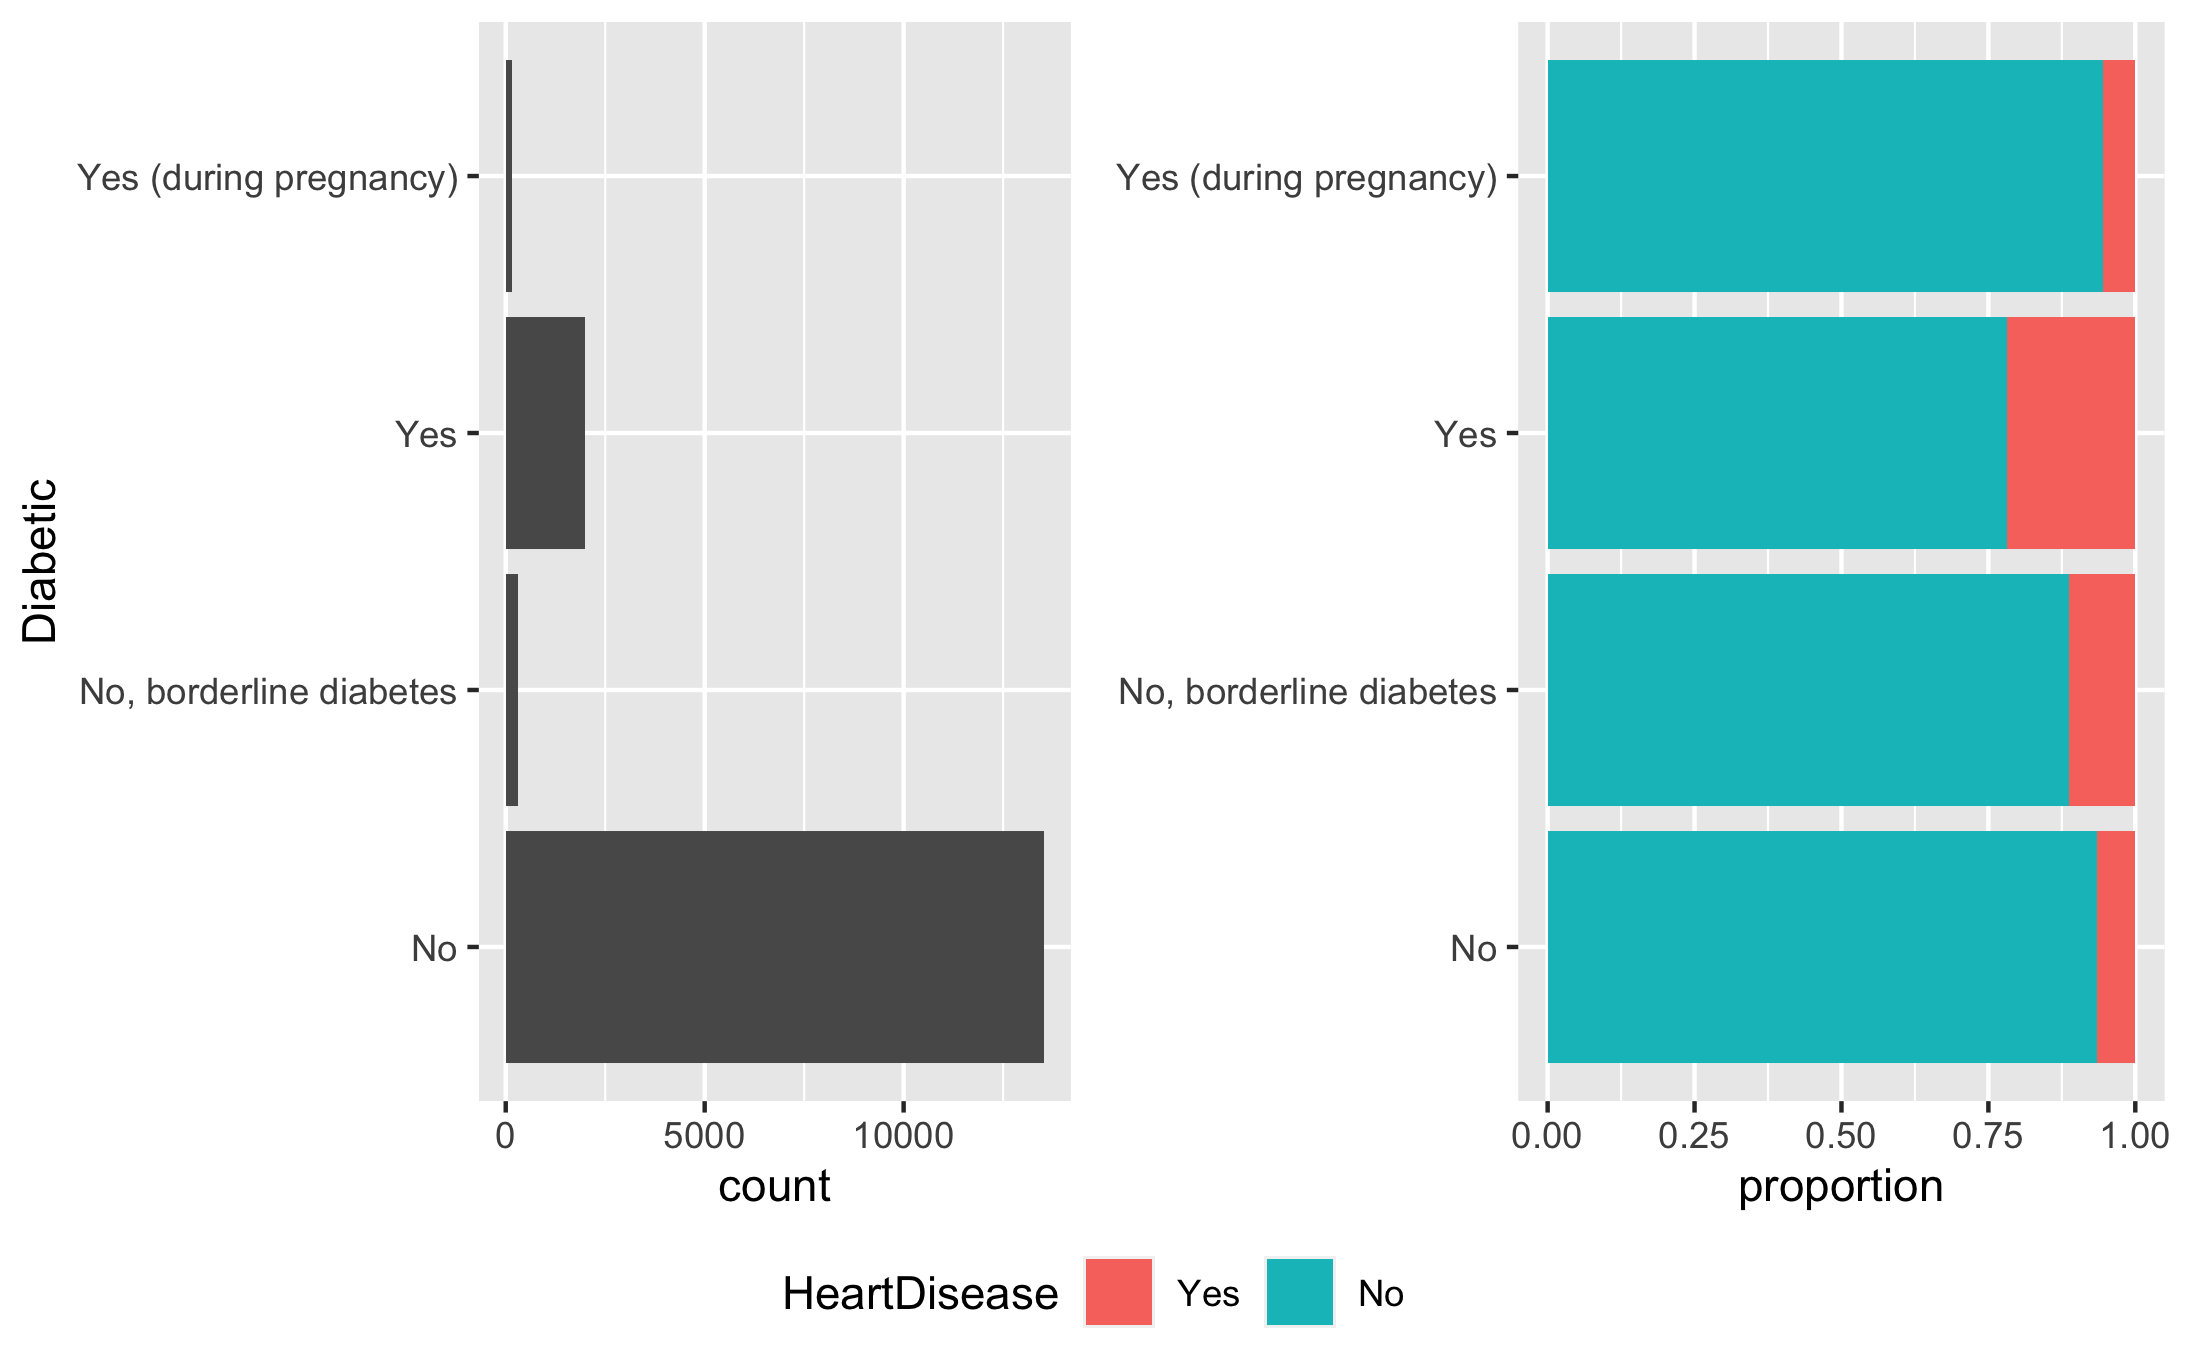 Diabetic
Yes (during pregnancy)
Yes
No, borderline diabetes
No
0 5000 10000
count
Yes (during pregnancy)
Yes
No, borderline diabetes
No
0.00 0.25 0.50 0.75 1.00
proportion
HeartDisease Yes No